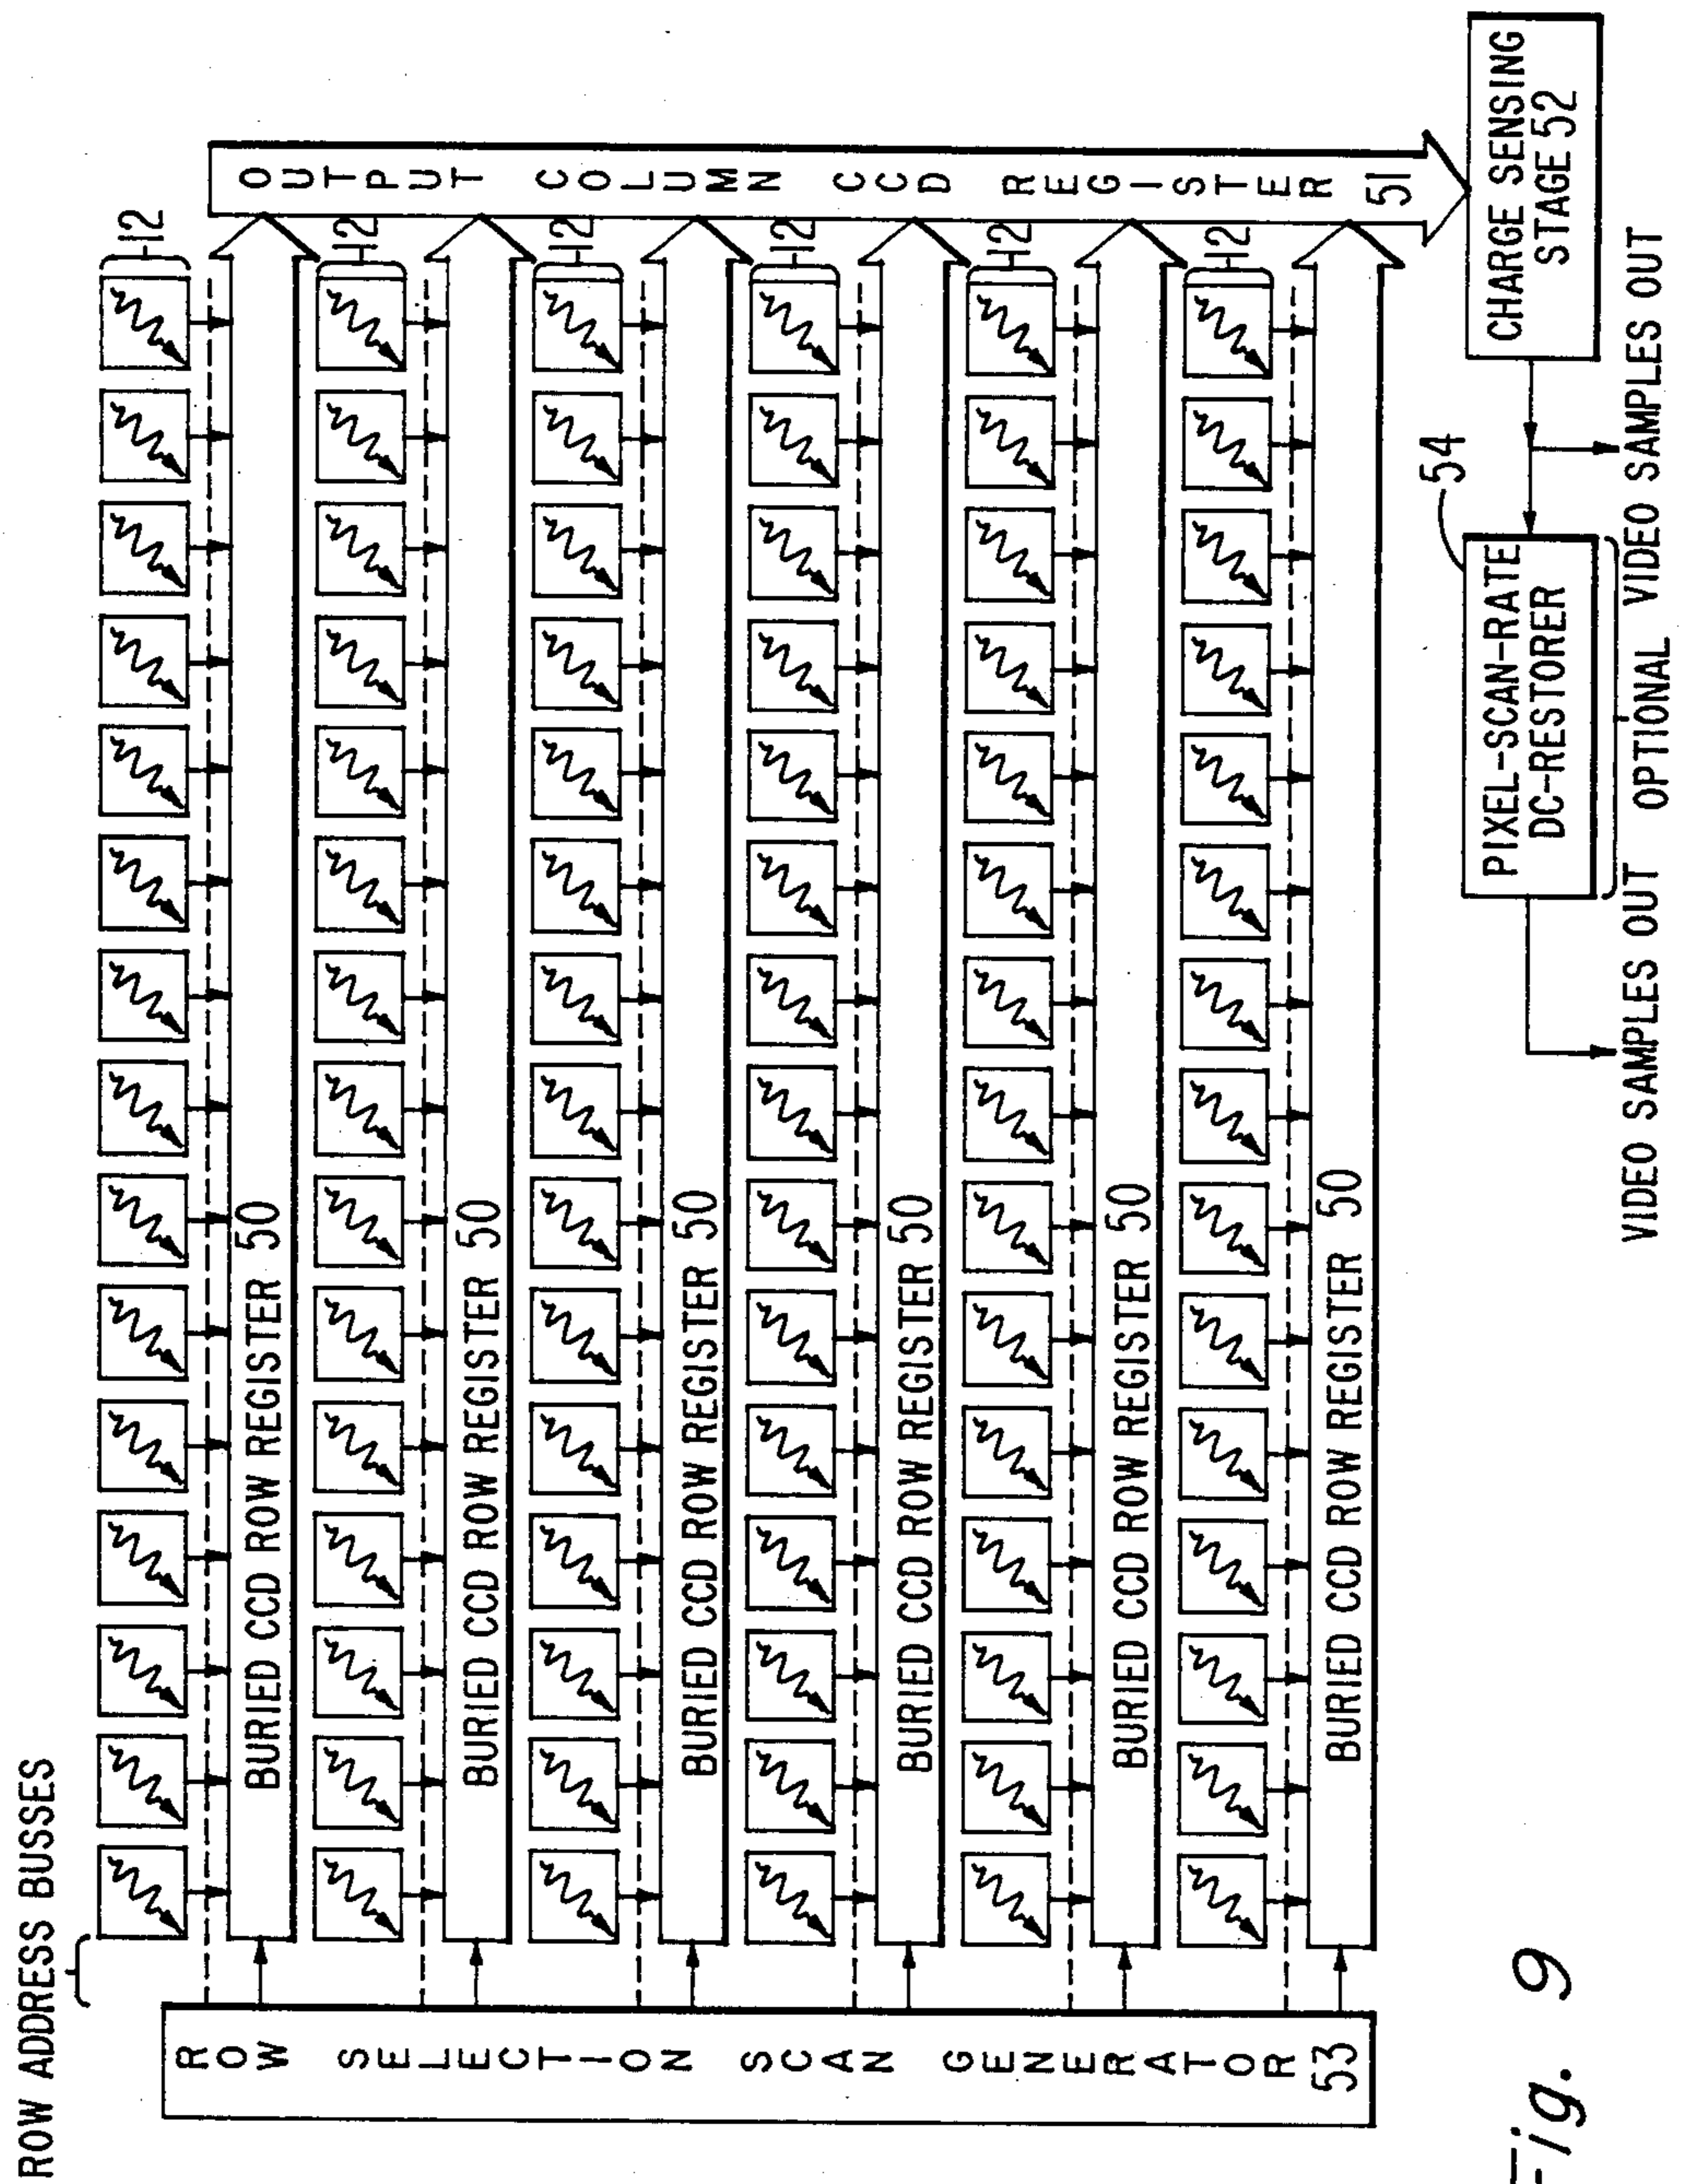 ROW ADDRESS BUSSES
ROW SELECTION SCAN GENERATOR 53
12
BURIED CCD ROW REGISTER 50
12
BURIED CCD ROW REGISTER 50
12
BURIED CCD ROW REGISTER 50
12
BURIED CCD ROW REGISTER 50
12
BURIED CCD ROW REGISTER 50
12
BURIED CCD ROW REGISTER 50
OUTPUT COLUMN CCD REGISTER 51
CHARGE SENSING
STAGE 52
54
PIXEL-SCAN-RATE
DC-RESTORER
VIDEO SAMPLES OUT
OPTIONAL
VIDEO SAMPLES OUT
Fig. 9